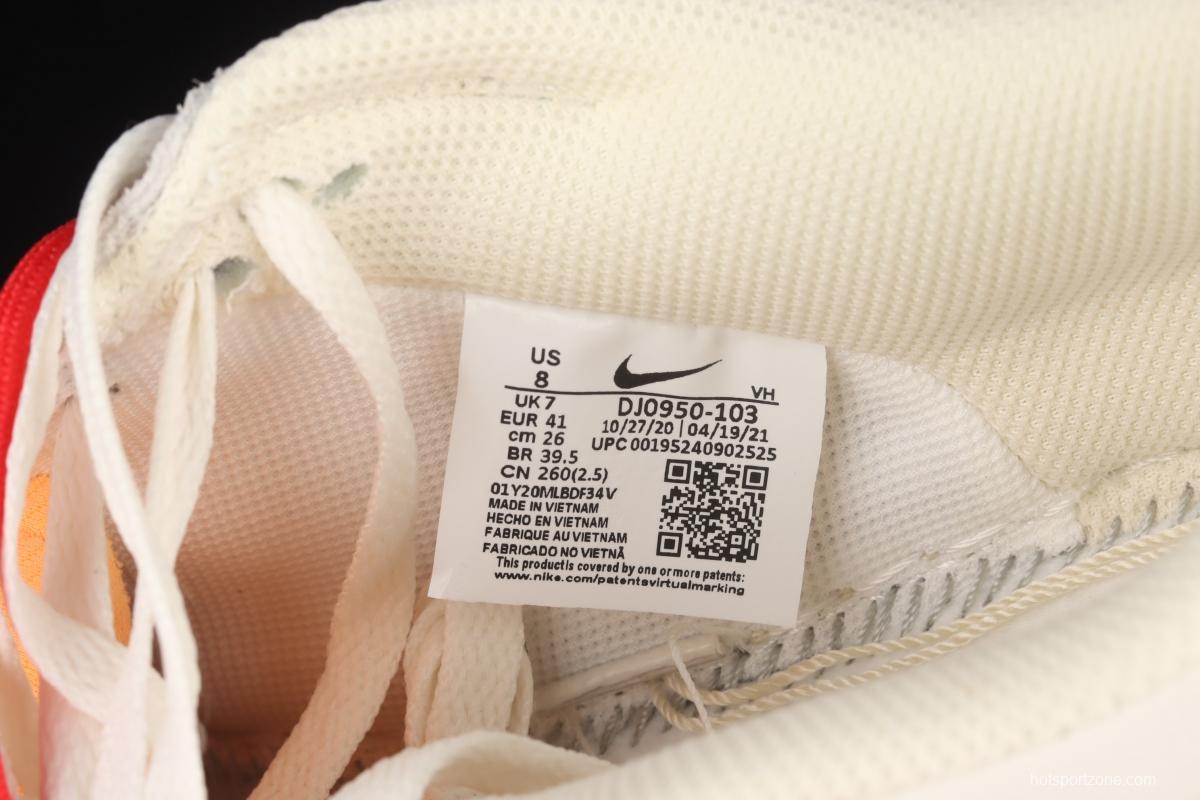 US
8
VH
UK 7
EUR 41
cm 26
BR 39.5
CN 260(2.5)
DJ0950-103
10/27/20 | 04/19/21
UPC 00195240902525
01Y20MLBDF34V
MADE IN VIETNAM
HECHO EN VIETNAM
FABRIQUE AU VIETNAM
FABRICADO NO VIETNÃ
This productis covered by one or more patents:
www.nike.com/patentsvirtualmarking
hotsportzone.com